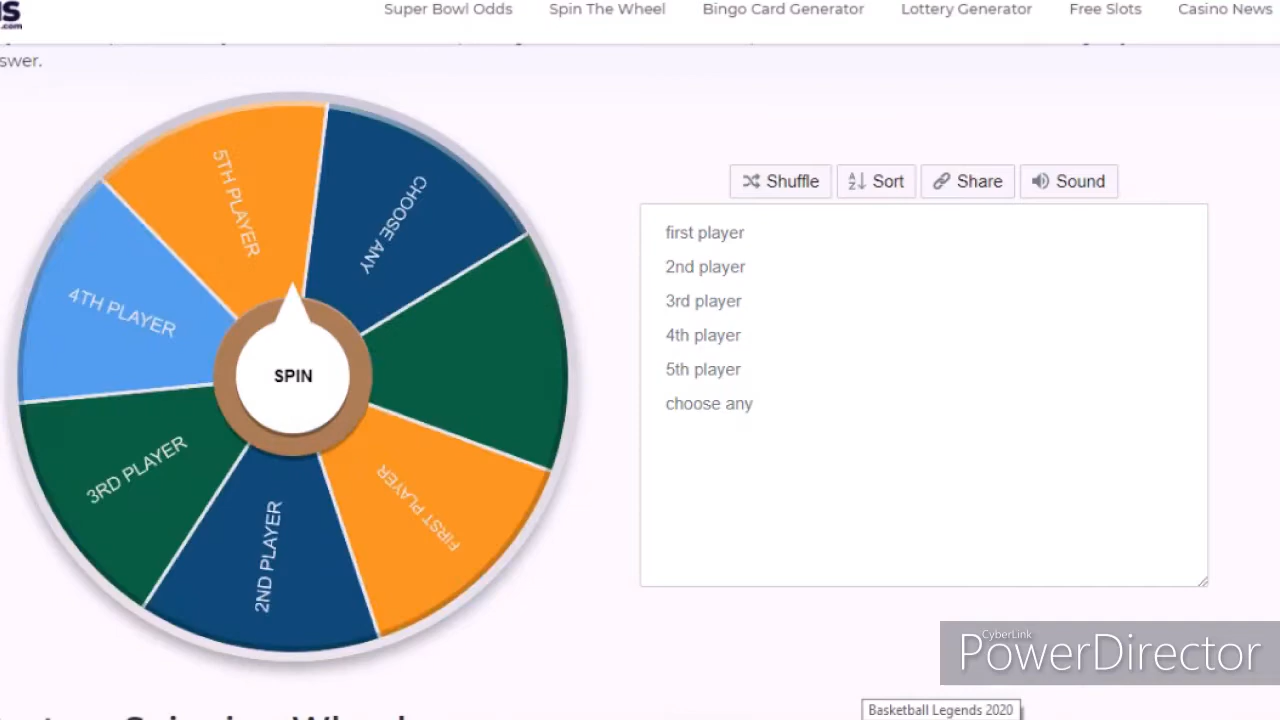 .com
Super Bowl Odds Spin The Wheel Bingo Card Generator Lottery Generator Free Slots Casino News
swer.
5TH PLAYER
CHOOSE ANY
4TH PLAYER
SPIN
3RD PLAYER
FIRST PLAYER
2ND PLAYER
Shuffle Sort Share Sound
first player
2nd player
3rd player
4th player
5th player
choose any
CyberLink
PowerDirector
Basketball Legends 2020